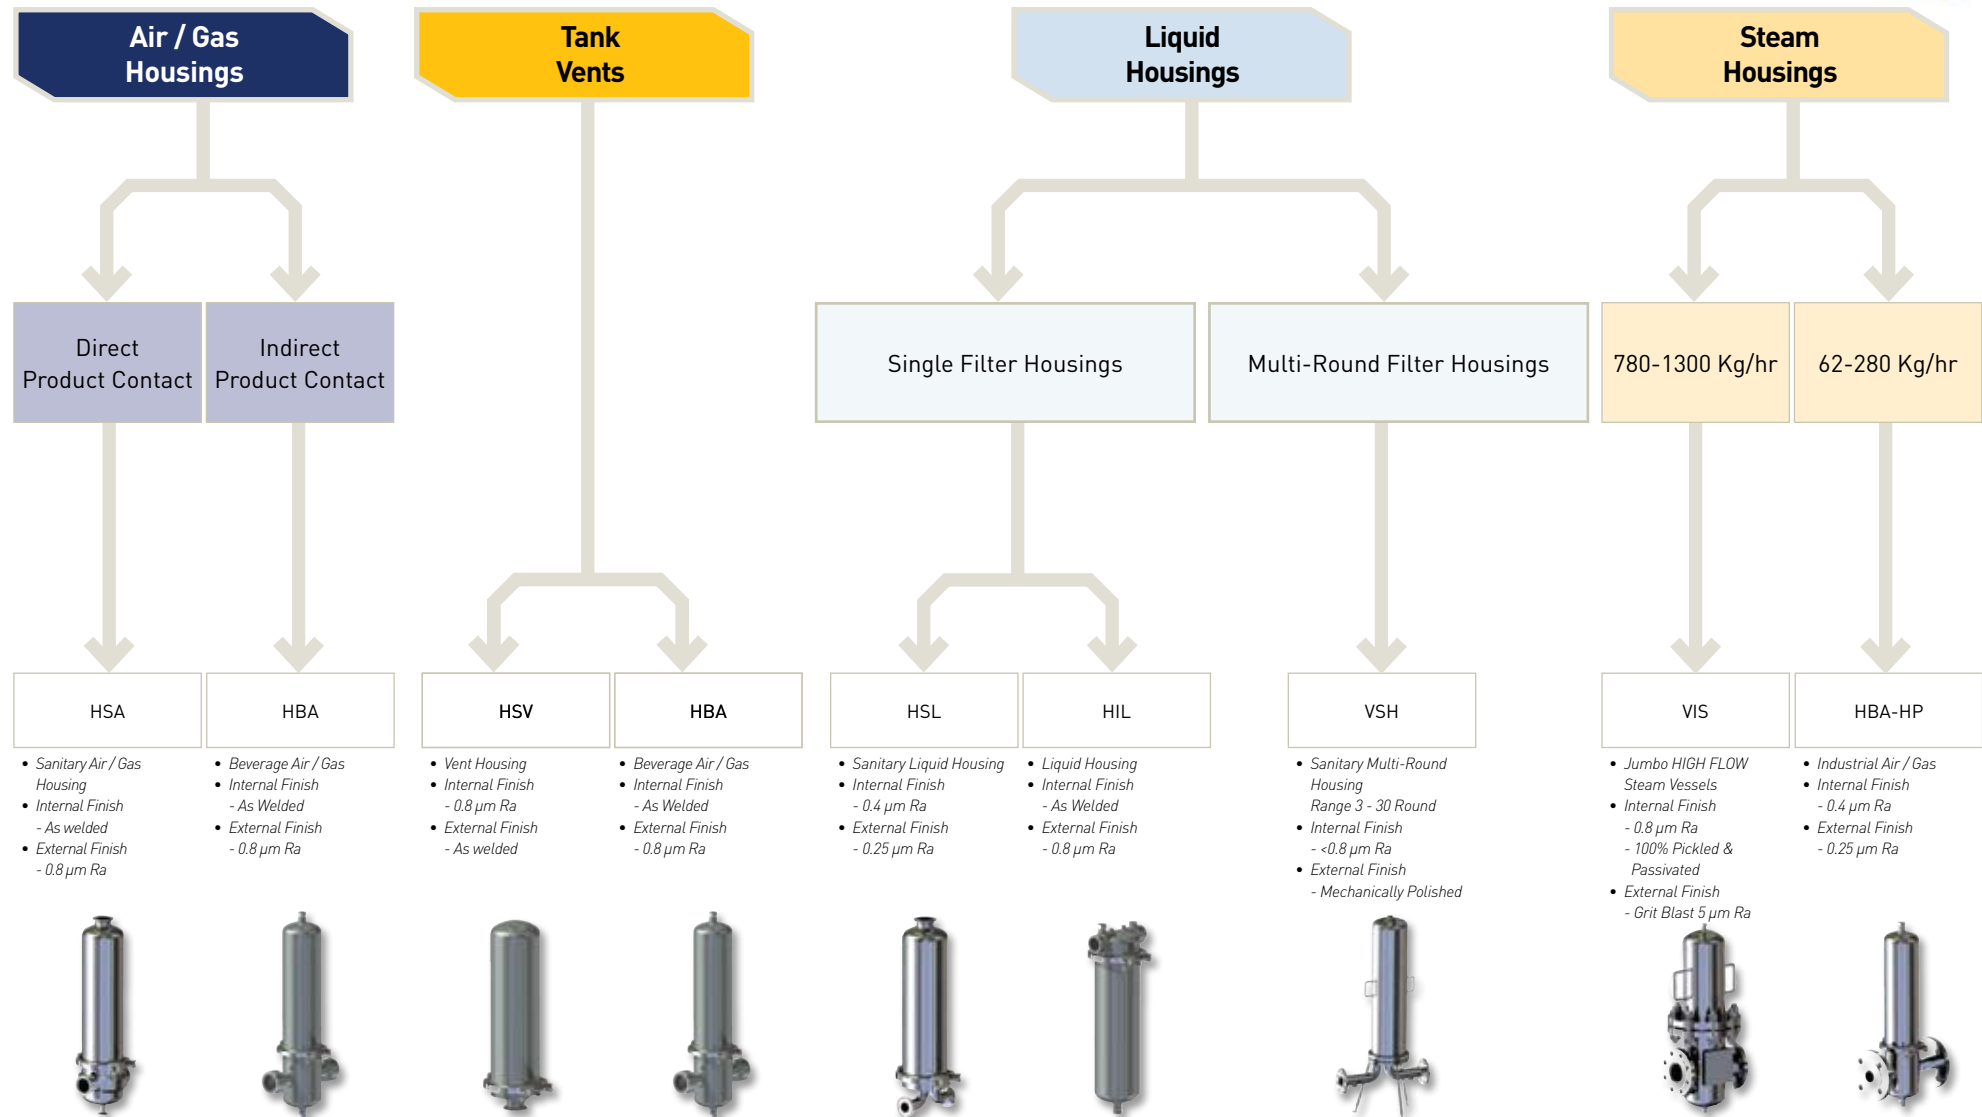 Air / Gas
Housings
Tank
Vents
Liquid
Housings
Steam
Housings
Direct
Product Contact
Indirect
Product Contact
Single Filter Housings
Multi-Round Filter Housings
780-1300 Kg/hr
62-280 Kg/hr
HSA
HBA
HSV
HBA
HSL
HIL
VSH
VIS
HBA-HP
• Sanitary Air / Gas
Housing
• Internal Finish
- As welded
• External Finish
- 0.8 µm Ra
• Beverage Air / Gas
• Internal Finish
- As Welded
• External Finish
- 0.8 µm Ra
• Vent Housing
• Internal Finish
- 0.8 µm Ra
• External Finish
- As welded
• Beverage Air / Gas
• Internal Finish
- As Welded
• External Finish
- 0.8 µm Ra
• Sanitary Liquid Housing
• Internal Finish
- 0.4 µm Ra
• External Finish
- 0.25 µm Ra
• Liquid Housing
• Internal Finish
- As Welded
• External Finish
- 0.8 µm Ra
• Sanitary Multi-Round
Housing
Range 3 - 30 Round
• Internal Finish
- <0.8 µm Ra
• External Finish
- Mechanically Polished
• Jumbo HIGH FLOW
Steam Vessels
• Internal Finish
- 0.8 µm Ra
- 100% Pickled &
Passivated
• External Finish
- Grit Blast 5 µm Ra
• Industrial Air / Gas
• Internal Finish
- 0.4 µm Ra
• External Finish
- 0.25 µm Ra